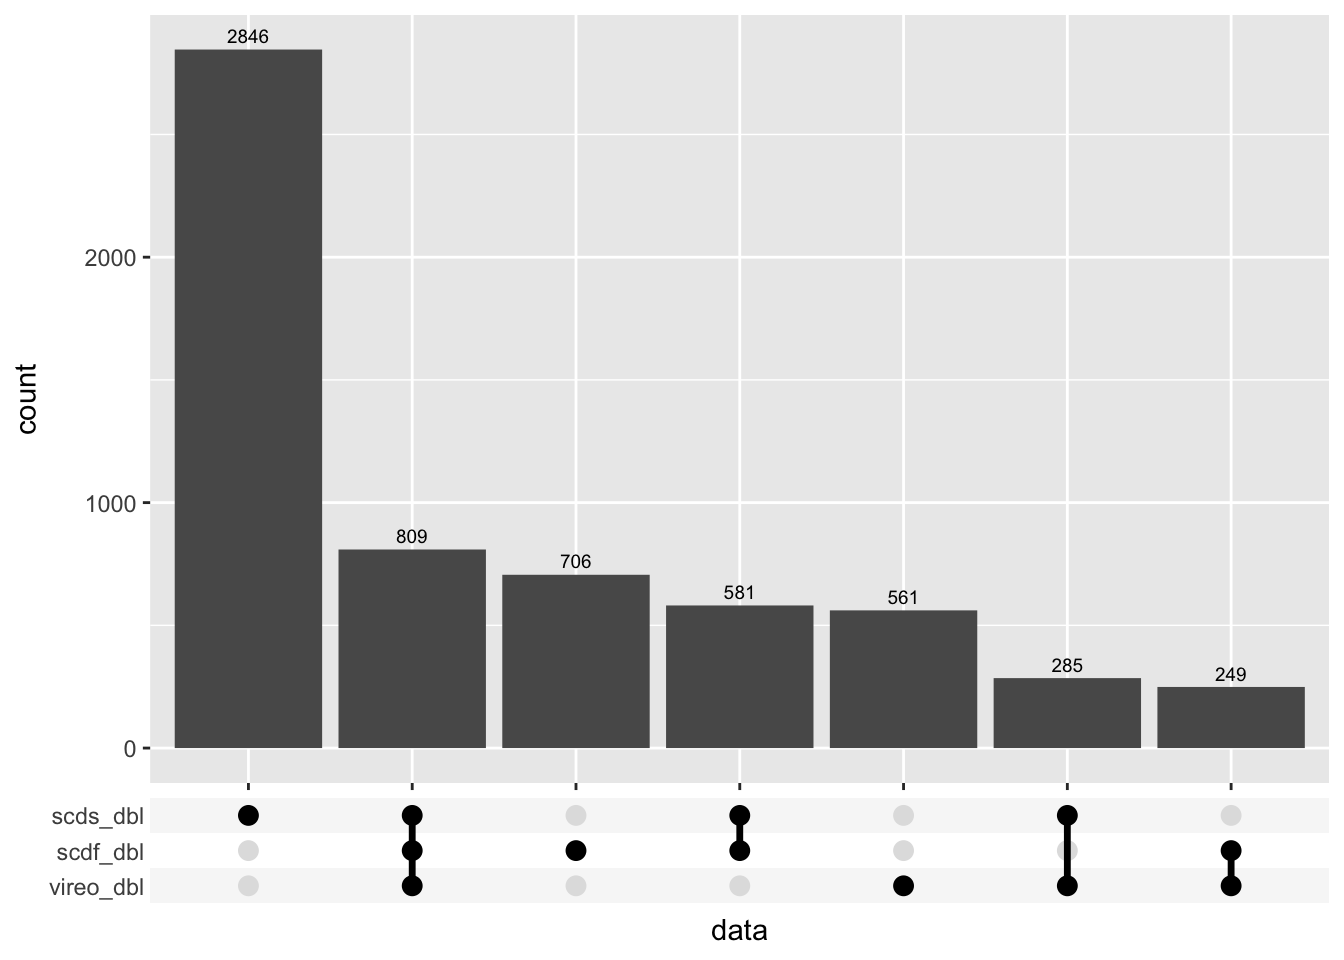 2846
2000
1000
0
count
809
706
581
561
285
249
scds_dbl
scdf_dbl
vireo_dbl
data